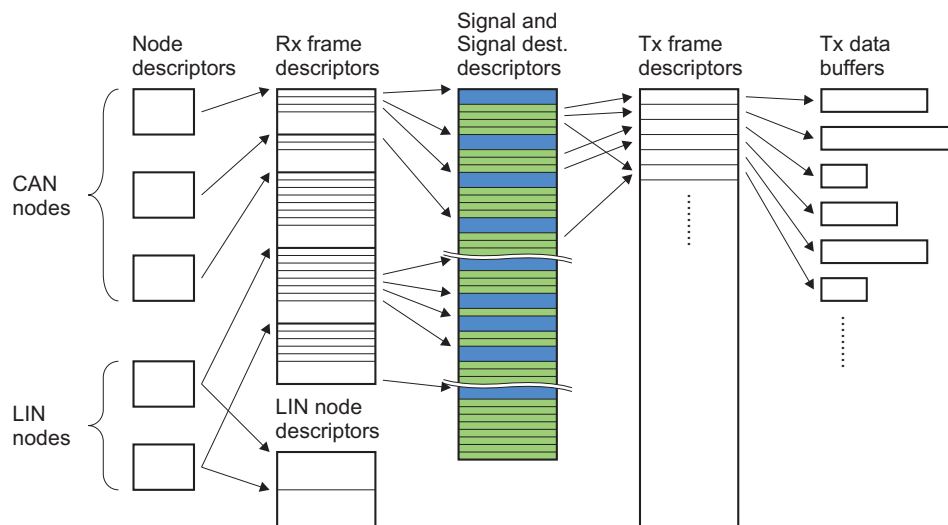 Node
descriptors
Rx frame
descriptors
Signal and
Signal dest.
descriptors
Tx frame
descriptors
Tx data
buffers
CAN
nodes
LIN
nodes
LIN node
descriptors